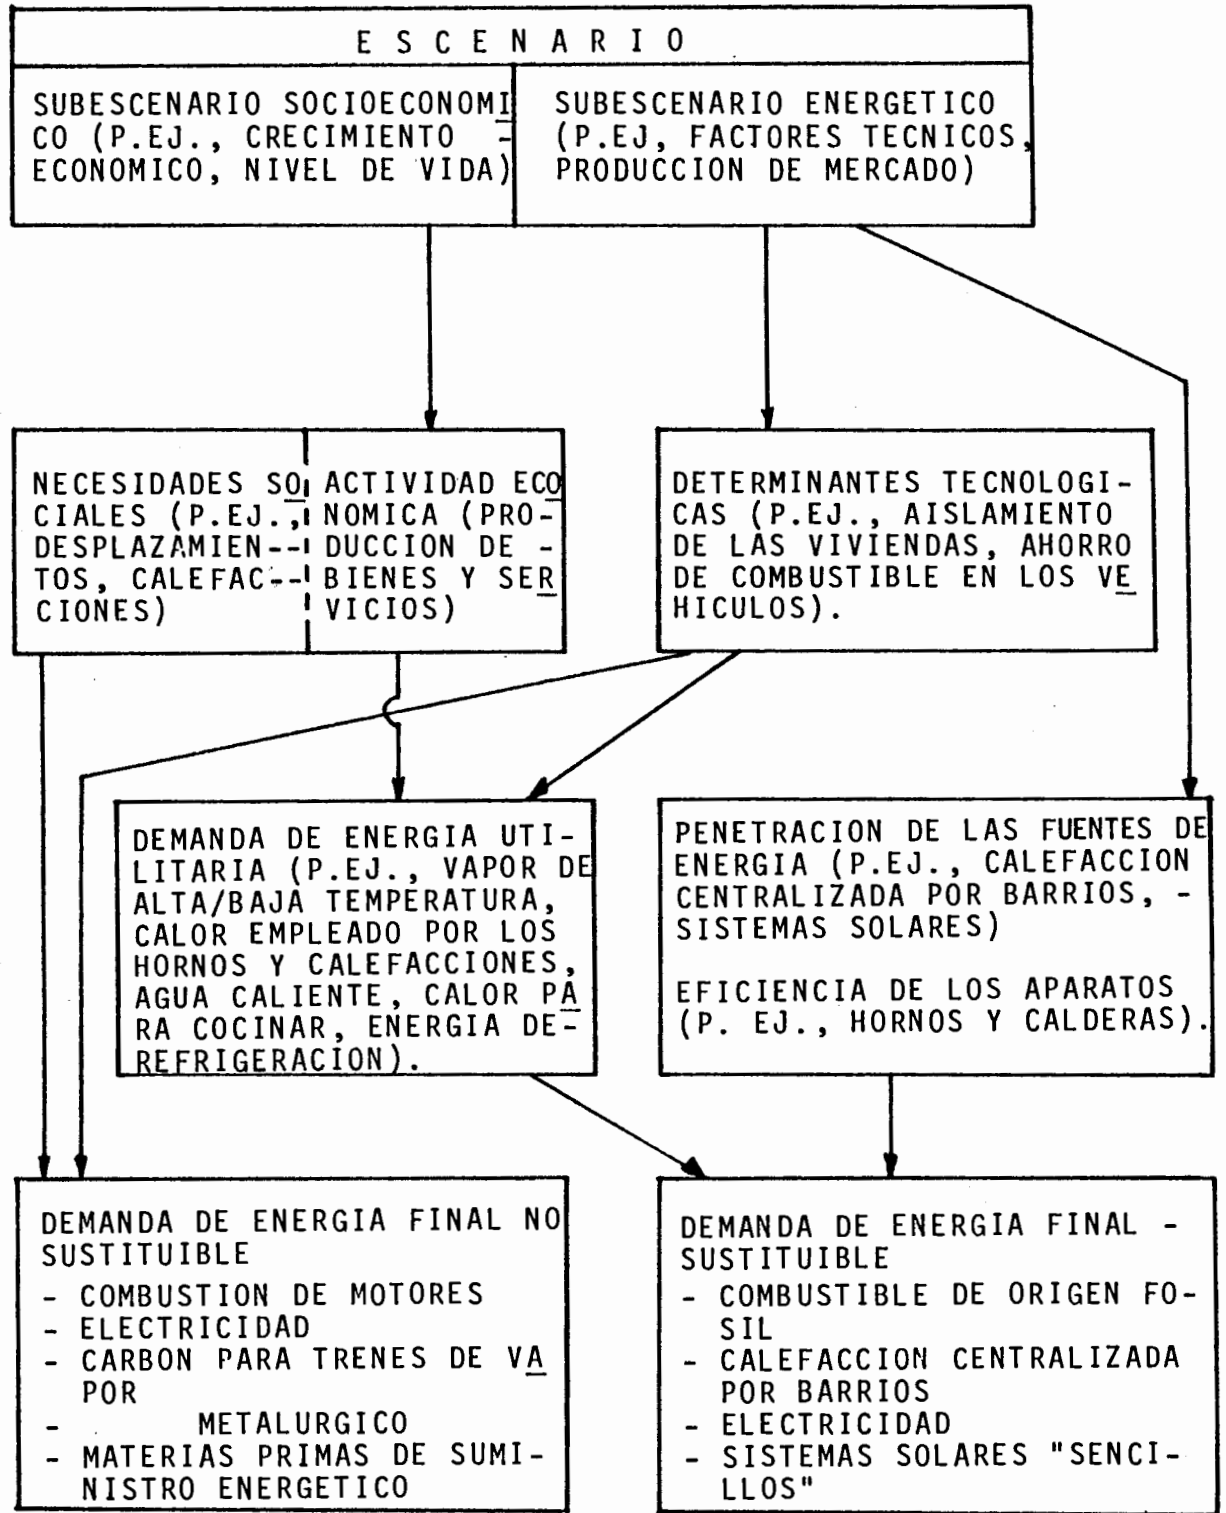 E S C E N A R I O
SUBESCENARIO SOCIOECONOMI
CO (P.EJ., CRECIMIENTO -
ECONOMICO, NIVEL DE VIDA)
SUBESCENARIO ENERGETICO
(P.EJ, FACTORES TECNICOS,
PRODUCCION DE MERCADO)
NECESIDADES SO
CIALES (P.EJ.,
DESPLAZAMIEN--
TOS, CALEFAC--
CIONES)
ACTIVIDAD ECO
NOMICA (PRO-
DUCCION DE -
BIENES Y SER
VICIOS)
DETERMINANTES TECNOLOGI-
CAS (P.EJ., AISLAMIENTO
DE LAS VIVIENDAS, AHORRO
DE COMBUSTIBLE EN LOS VE
HICULOS).
DEMANDA DE ENERGIA UTI-
LITARIA (P.EJ., VAPOR DE
ALTA/BAJA TEMPERATURA,
CALOR EMPLEADO POR LOS
HORNOS Y CALEFACCIONES,
AGUA CALIENTE, CALOR PA
RA COCINAR, ENERGIA DE-
REFRIGERACION).
PENETRACION DE LAS FUENTES DE
ENERGIA (P.EJ., CALEFACCION
CENTRALIZADA POR BARRIOS, -
SISTEMAS SOLARES)
EFICIENCIA DE LOS APARATOS
(P. EJ., HORNOS Y CALDERAS).
DEMANDA DE ENERGIA FINAL NO
SUSTITUIBLE
- COMBUSTION DE MOTORES
- ELECTRICIDAD
- CARBON PARA TRENES DE VA
POR
- METALURGICO
- MATERIAS PRIMAS DE SUMI-
NISTRO ENERGETICO
DEMANDA DE ENERGIA FINAL -
SUSTITUIBLE
- COMBUSTIBLE DE ORIGEN FO-
SIL
- CALEFACCION CENTRALIZADA
POR BARRIOS
- ELECTRICIDAD
- SISTEMAS SOLARES "SENCI-
LLOS"